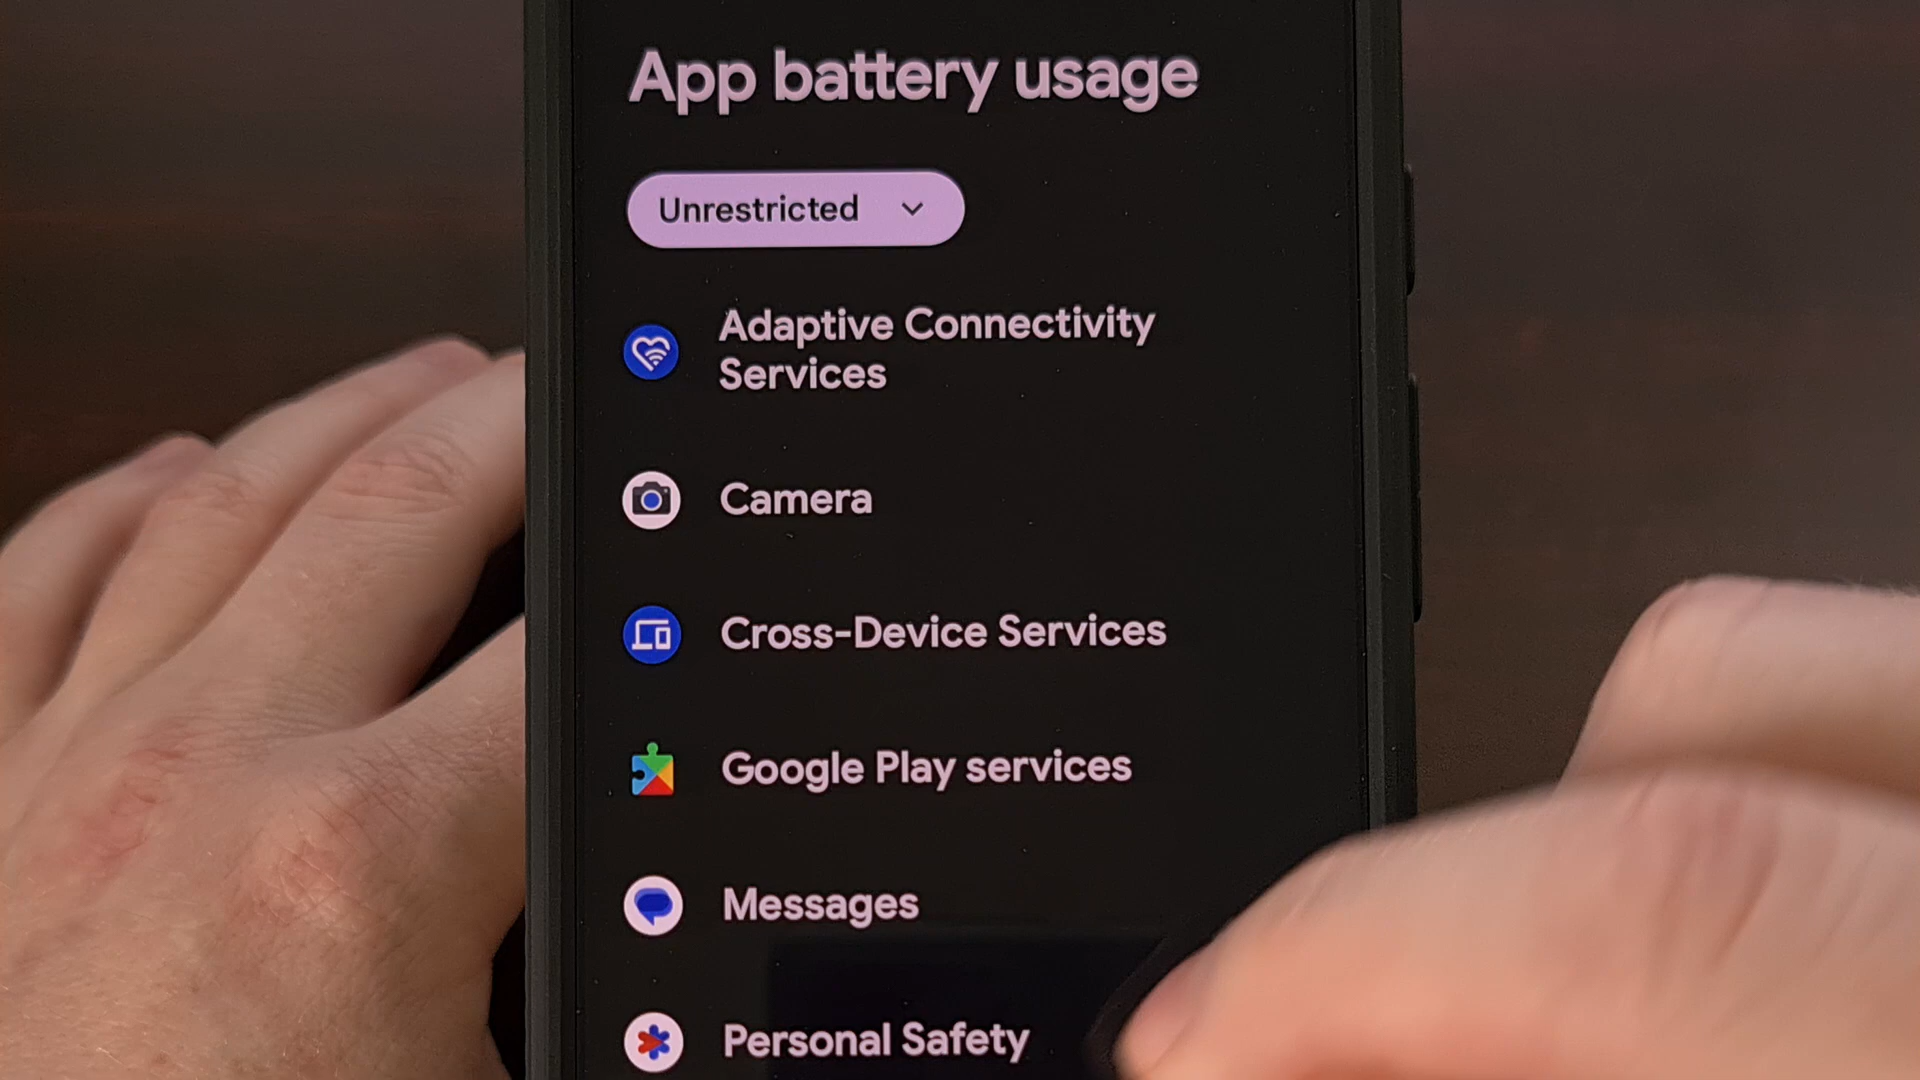 App battery usage
Unrestricted
Adaptive Connectivity
Services
Camera
Cross-Device Services
Google Play services
Messages
Personal Safety